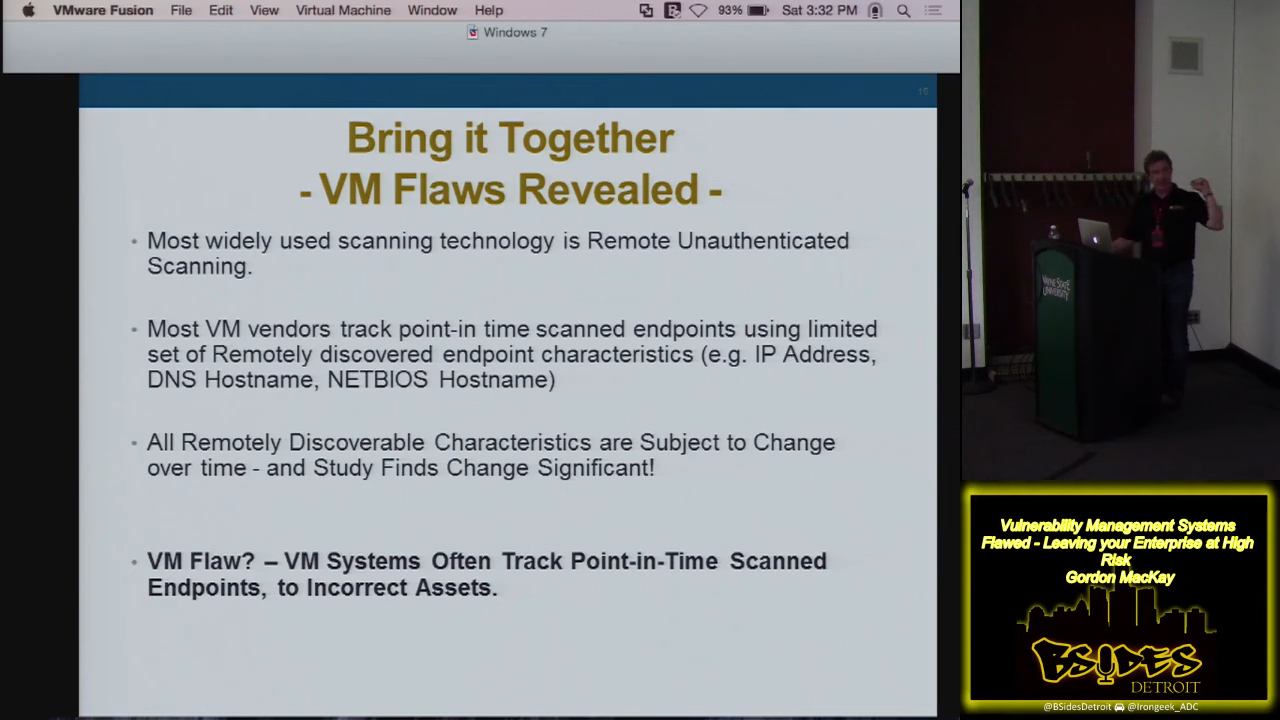 VMware Fusion File Edit View Virtual Machine Window Help 93% Sat 3:32 PM
Windows 7
16
Bring it Together
- VM Flaws Revealed -
• Most widely used scanning technology is Remote Unauthenticated
Scanning.
• Most VM vendors track point-in time scanned endpoints using limited
set of Remotely discovered endpoint characteristics (e.g. IP Address,
DNS Hostname, NETBIOS Hostname)
• All Remotely Discoverable Characteristics are Subject to Change
over time - and Study Finds Change Significant!
• VM Flaw? – VM Systems Often Track Point-in-Time Scanned
Endpoints, to Incorrect Assets.
WAYNE STATE
UNIVERSITY
Vulnerability Management Systems
Flawed - Leaving your Enterprise at High
Risk
Gordon MacKay
BSIDES
DETROIT
@BSidesDetroit @Irongeek_ADC